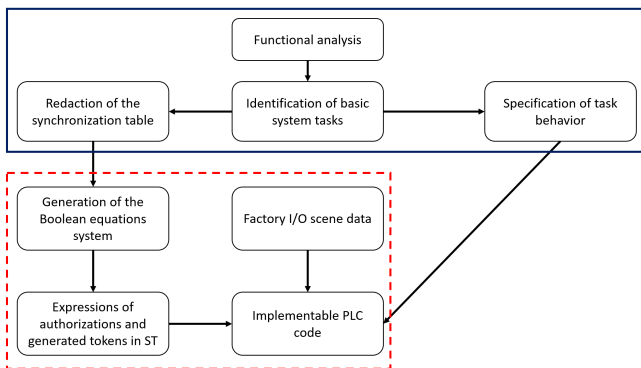 Functional analysis
Redaction of the
synchronization table
Identification of basic
system tasks
Specification of task
behavior
Generation of the
Boolean equations
system
Factory I/O scene data
Expressions of
authorizations and
generated tokens in ST
Implementable PLC
code